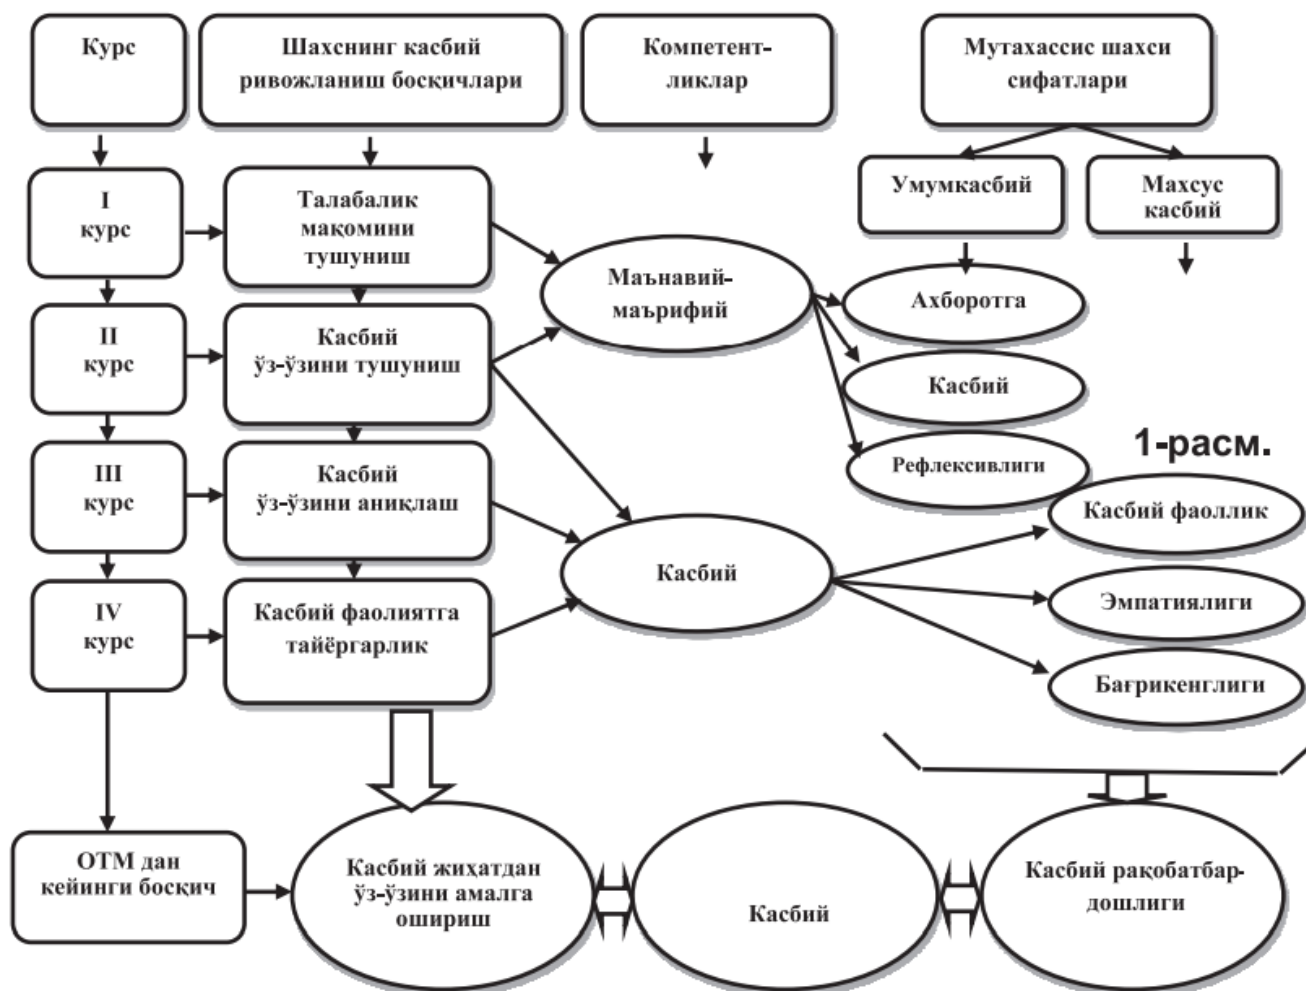 Курс
Шахснинг касбий
ривожланиш босқичлари
Компетент-
ликлар
Мутахассис шахси
сифатлари
Умумкасбий
Махсус
касбий
I
курс
Талабалик
мақомини
тушуниш
Маънавий-
маърифий
Ахборотга
II
курс
Касбий
ўз-ўзини тушуниш
Касбий
Рефлексивлиги
1-расм.
III
курс
Касбий
ўз-ўзини аниқлаш
Касбий фаоллик
Касбий
Эмпатиялиги
IV
курс
Касбий фаолиятга
тайёргарлик
Бағрикенглиги
ОТМ дан
кейинги босқич
Касбий жиҳатдан
ўз-ўзини амалга
ошириш
Касбий
Касбий рақобатбар-
дошлиги